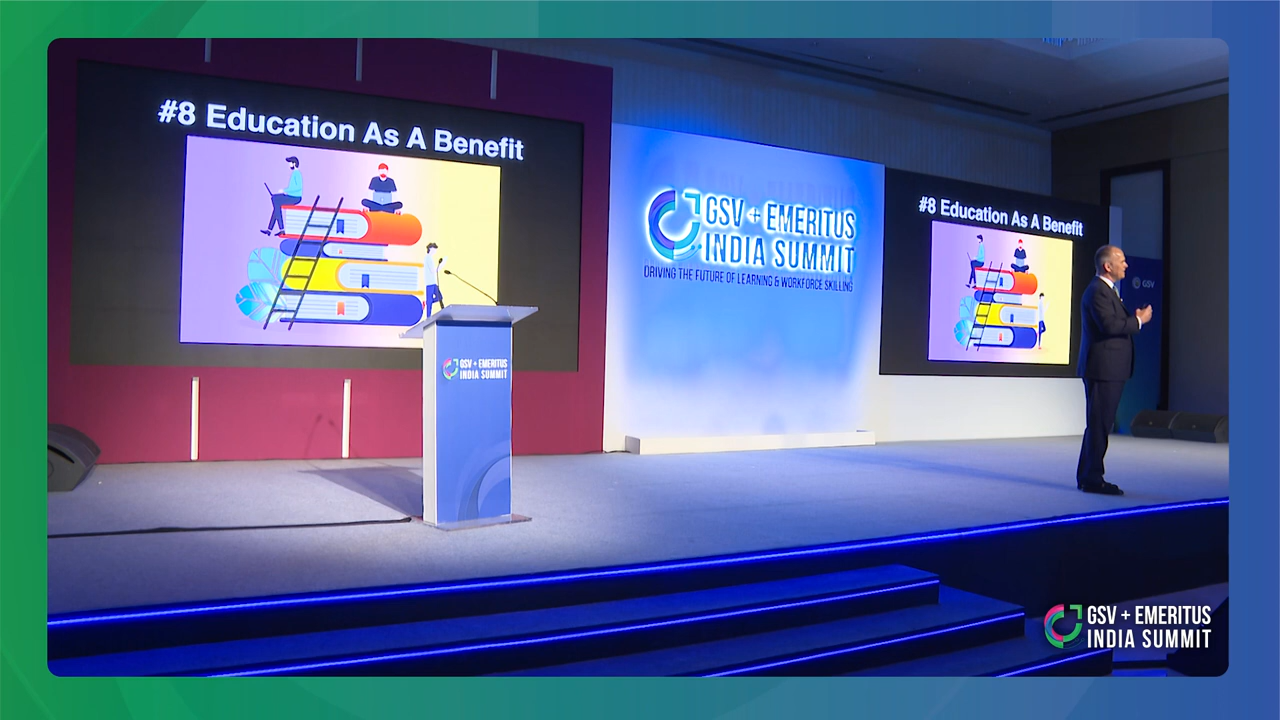 #8 Education As A Benefit
GSV + EMERITUS
INDIA SUMMIT
DRIVING THE FUTURE OF LEARNING & WORKFORCE SKILLING
#8 Education As A Benefit
GSV
GSV + EMERITUS
INDIA SUMMIT
GSV + EMERITUS
INDIA SUMMIT